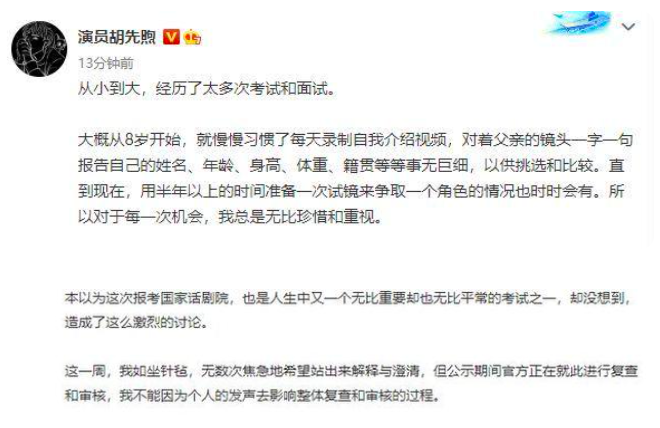 演员胡先煦
13分钟前
从小到大，经历了太多次考试和面试。
大概从8岁开始，就慢慢习惯了每天录制自我介绍视频，对着父亲的镜头一字一句
报告自己的姓名、年龄、身高、体重、籍贯等等事无巨细，以供挑选和比较。直
到现在，用半年以上的时间准备一次试镜来争取一个角色的情况也时时会有。所
以对于每一次机会，我总是无比珍惜和重视。
本以为这次报考国家话剧院，也是人生中又一个无比重要却也无比平常的考试之一，却没想到，
造成了这么激烈的讨论。
这一周，我如坐针毡，无数次焦急地希望站出来解释与澄清，但公示期间官方正在就此进行复查
和审核，我不能因为个人的发声去影响整体复查和审核的过程。